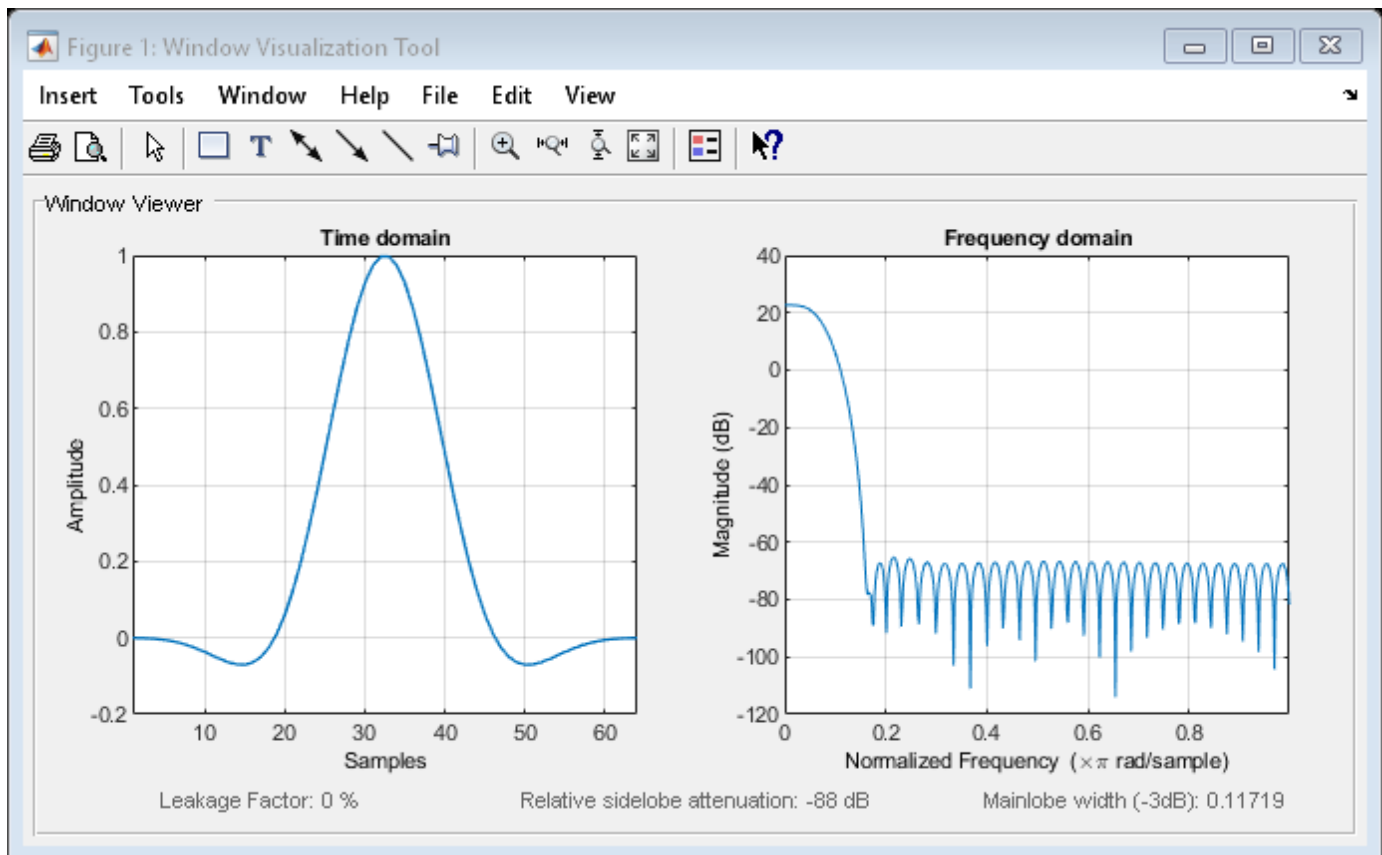 Figure 1: Window Visualization Tool
Insert Tools Window Help File Edit View
T
?
Window Viewer
Time domain
1
0.8
0.6
0.4
0.2
0
-0.2
Amplitude
10 20 30 40 50 60
Samples
Frequency domain
40
20
0
-20
-40
-60
-80
-100
-120
Magnitude (dB)
0 0.2 0.4 0.6 0.8
Normalized Frequency (×π rad/sample)
Leakage Factor: 0 % Relative sidelobe attenuation: -88 dB Mainlobe width (-3dB): 0.11719